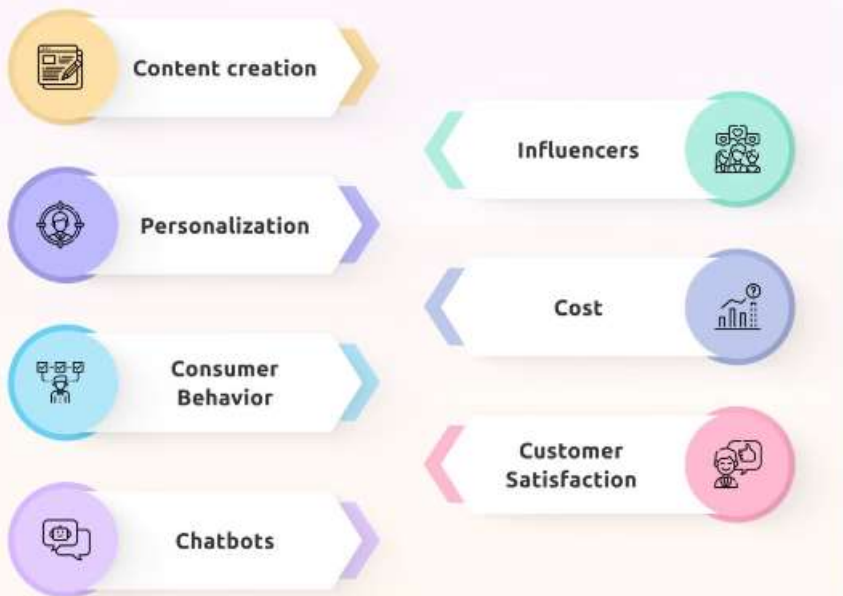 Content creation
Influencers
Personalization
Cost
Consumer
Behavior
Customer
Satisfaction
Chatbots